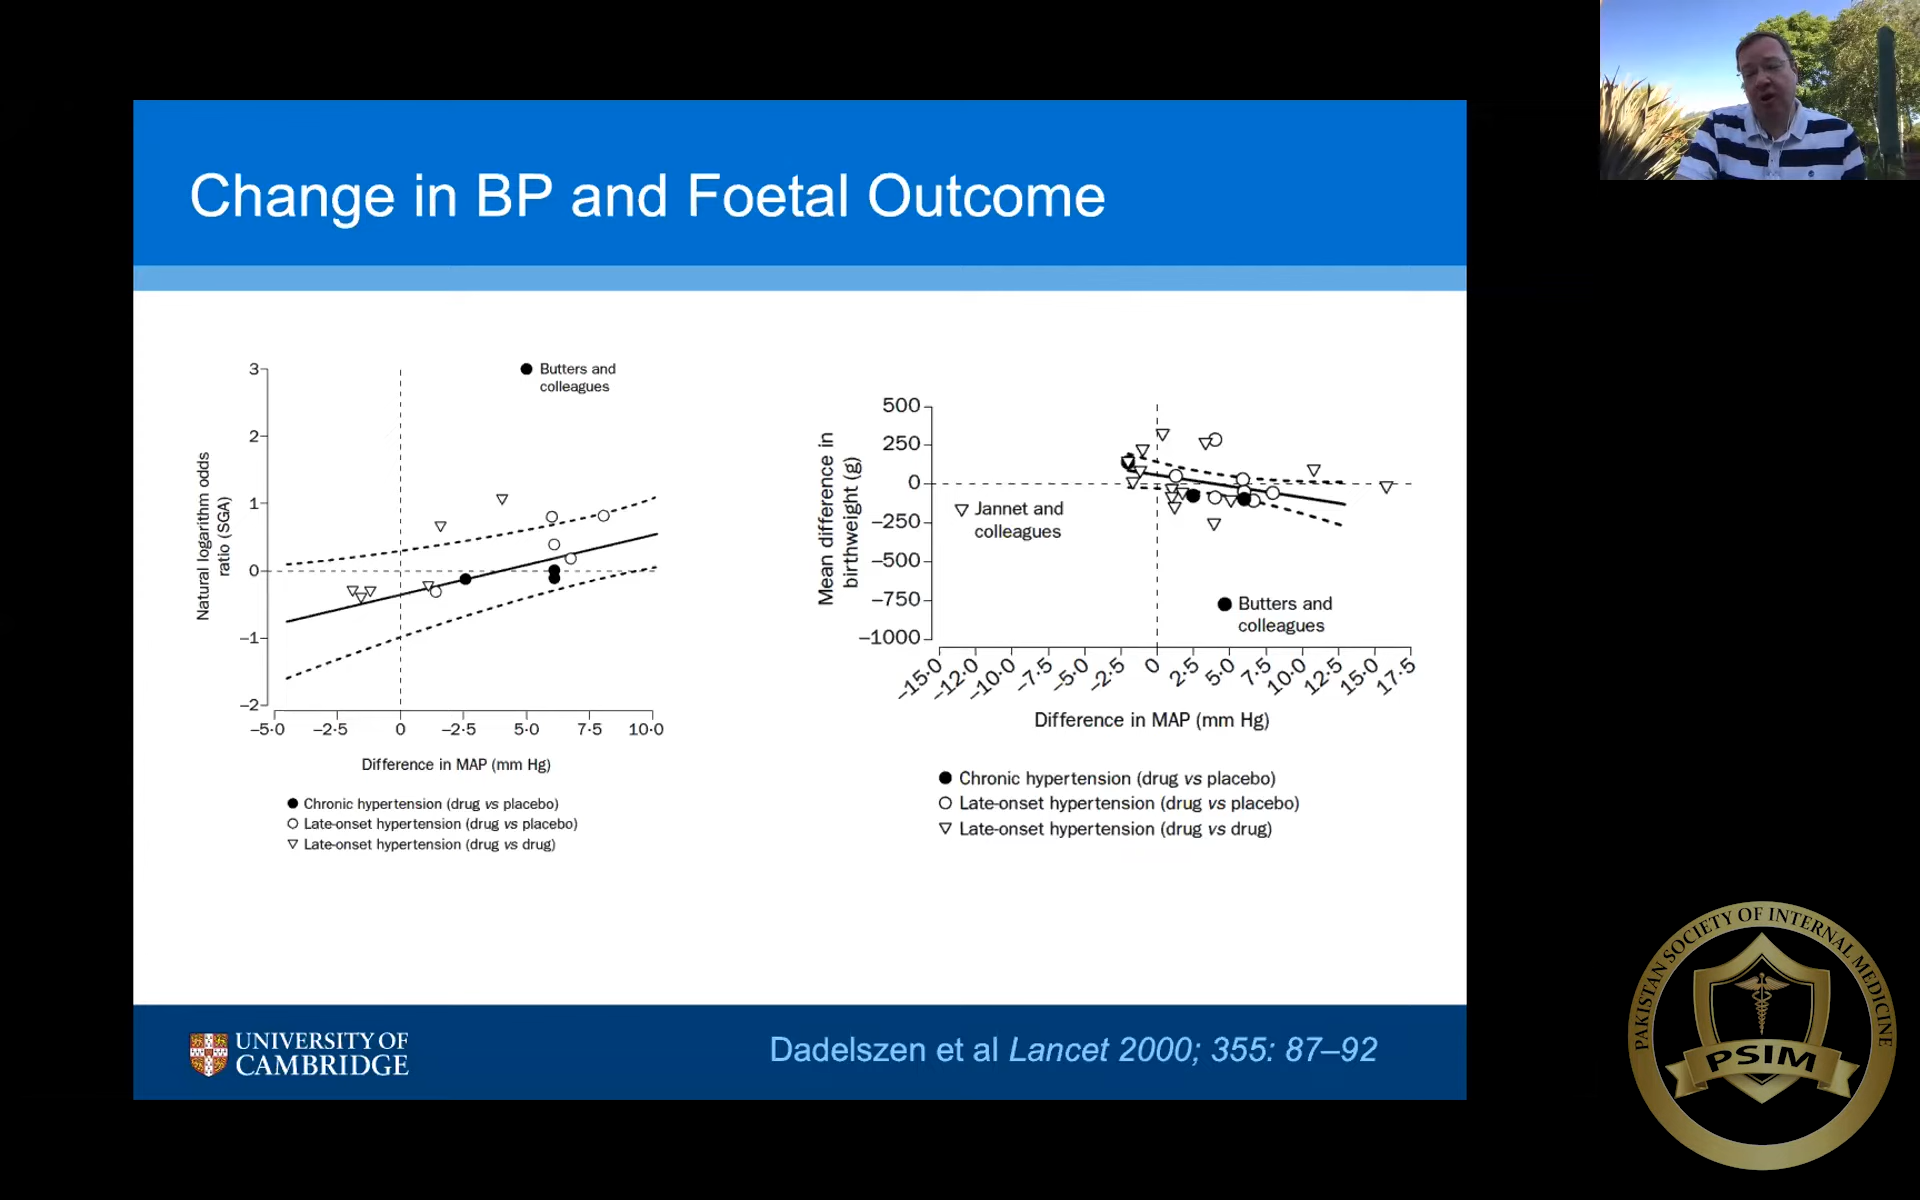 Change in BP and Foetal Outcome
3
2
1
0
–1
–2
Natural logarithm odds
ratio (SGA)
Butters and
colleagues
–5·0 –2·5 0 –2·5 5·0 7·5 10·0
Difference in MAP (mm Hg)
Chronic hypertension (drug vs placebo)
Late-onset hypertension (drug vs placebo)
Late-onset hypertension (drug vs drug)
500
250
0
–250
–500
–750
–1000
Mean difference in
birthweight (g)
Jannet and
colleagues
Butters and
colleagues
–15·0 –12·0 –10·0 –7·5 –5·0 –2·5 0 2·5 5·0 7·5 10·0 12·5 15·0 17·5
Difference in MAP (mm Hg)
Chronic hypertension (drug vs placebo)
Late-onset hypertension (drug vs placebo)
Late-onset hypertension (drug vs drug)
UNIVERSITY OF
CAMBRIDGE
Dadelszen et al Lancet 2000; 355: 87–92
PAKISTAN SOCIETY OF INTERNAL MEDICINE
PSIM